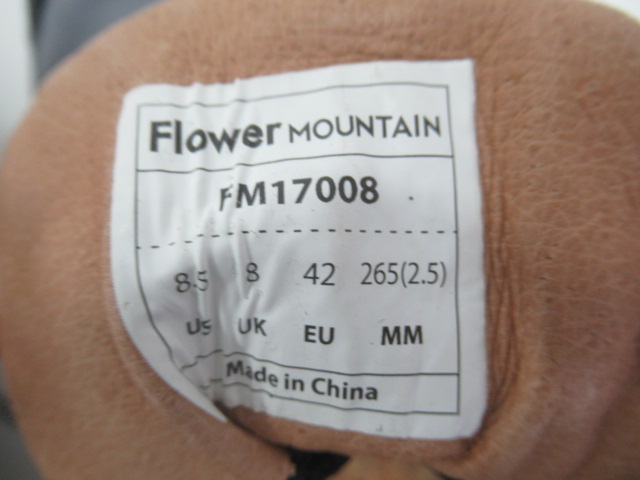 Flower MOUNTAIN
FM17008
8.5 8 42 265(2.5)
US UK EU MM
Made in China